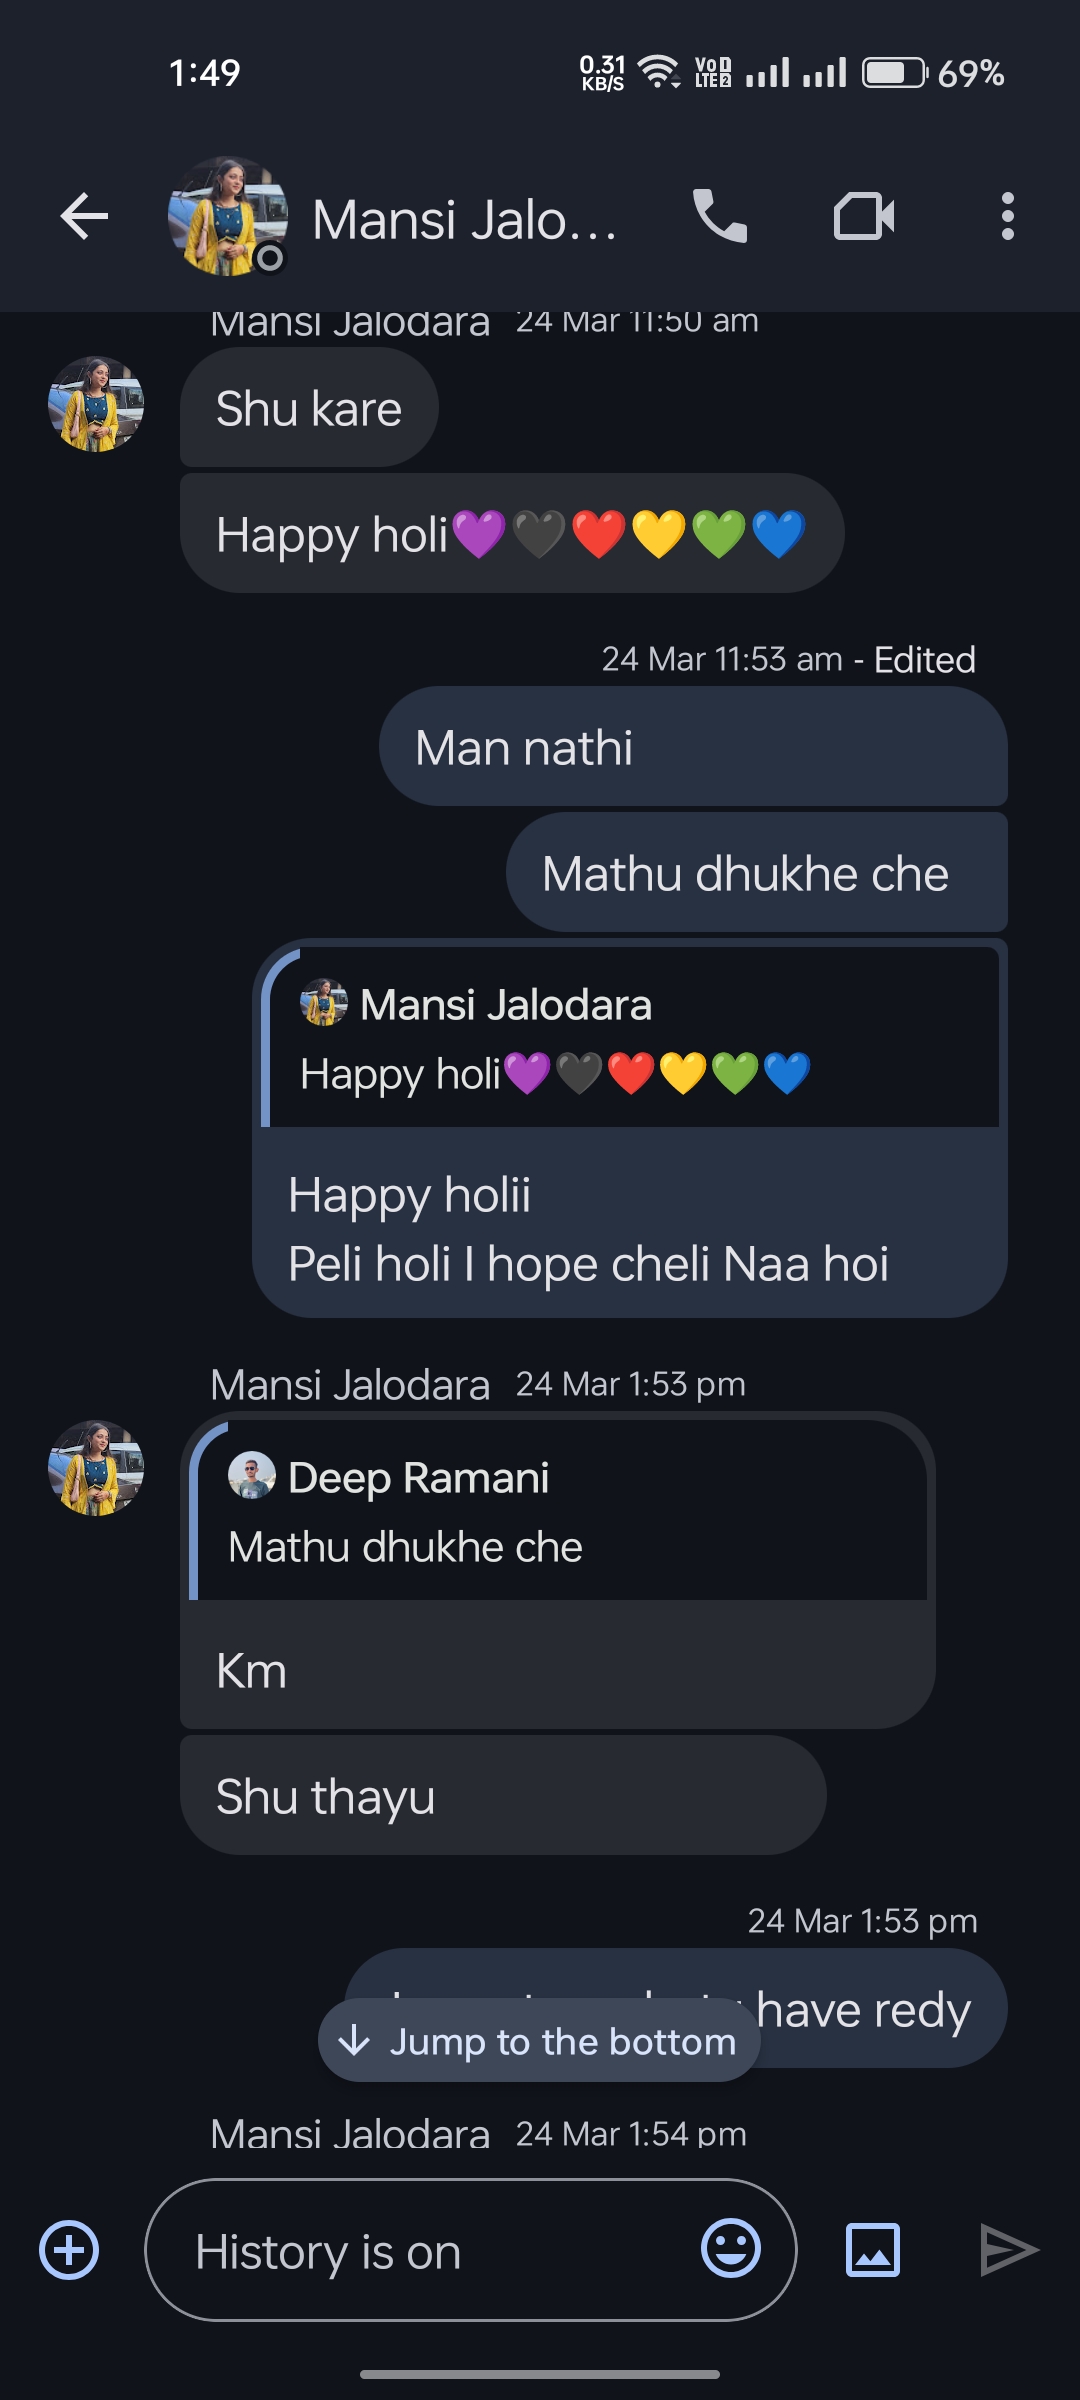 1:49
0.31
KB/S
VoD 1
LTE 2
69%
Mansi Jalo...
Mansi Jalodara 24 Mar 11:50 am
Shu kare
Happy holi💜🖤❤️💛💚💙
24 Mar 11:53 am - Edited
Man nathi
Mathu dhukhe che
Mansi Jalodara
Happy holi💜🖤❤️💛💚💙
Happy holii
Peli holi I hope cheli Naa hoi
Mansi Jalodara 24 Mar 1:53 pm
Deep Ramani
Mathu dhukhe che
Km
Shu thayu
24 Mar 1:53 pm
have redy
Jump to the bottom
Mansi Jalodara 24 Mar 1:54 pm
History is on